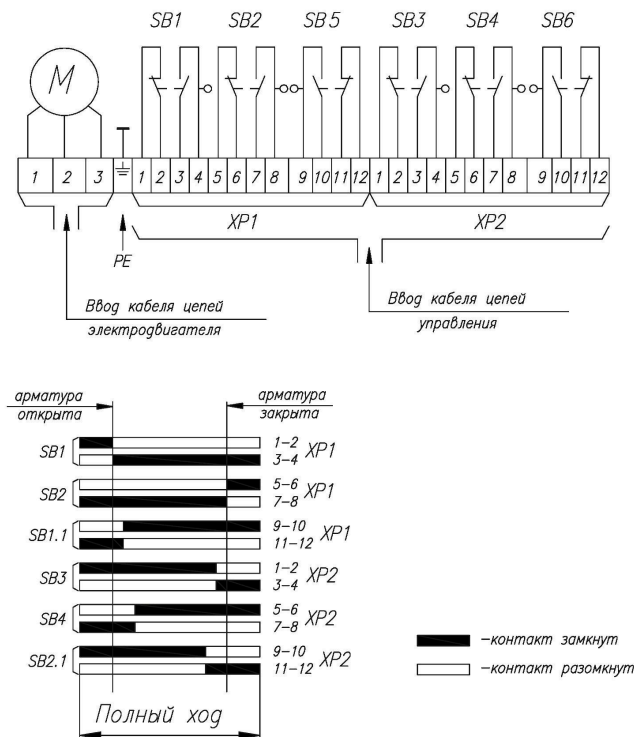 SB1 SB2 SB5 SB3 SB4 SB6
M
1 2 3 1 2 3 4 5 6 7 8 9 10 11 12 1 2 3 4 5 6 7 8 9 10 11 12
XP1 XP2
PE
Ввод кабеля цепей
электродвигателя
Ввод кабеля цепей
управления
арматура
открыта
арматура
закрыта
SB1 1-2 XP1
3-4
SB2 5-6 XP1
7-8
SB1.1 9-10 XP1
11-12
SB3 1-2 XP2
3-4
SB4 5-6 XP2
7-8
SB2.1 9-10 XP2
11-12
-контакт замкнут
-контакт разомкнут
Полный ход